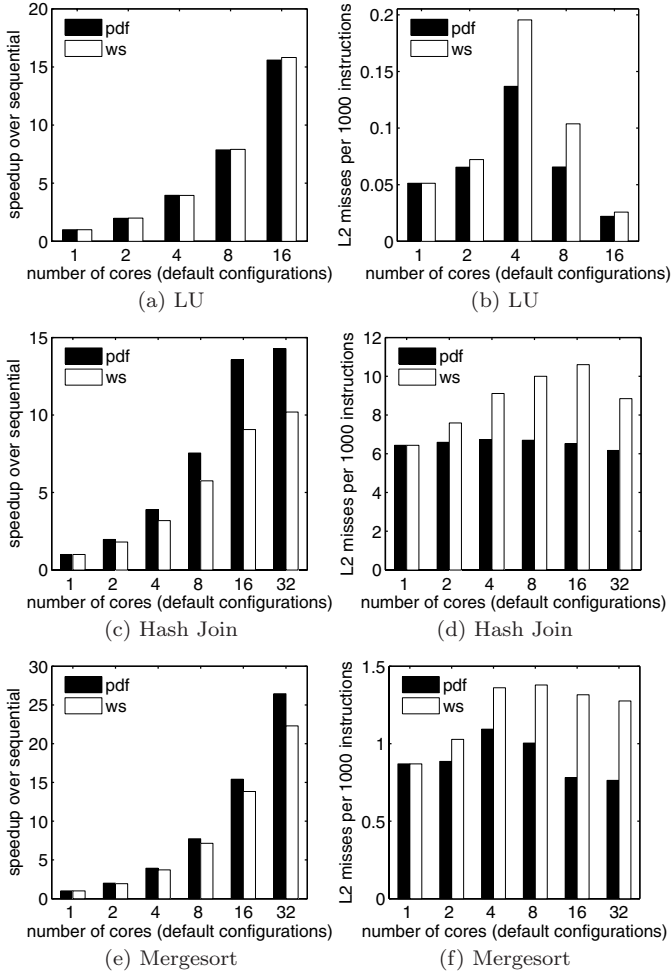 20
15
10
5
0
speedup over sequential
pdf
ws
1 2 4 8 16
number of cores (default configurations)
(a) LU
0.2
0.15
0.1
0.05
0
L2 misses per 1000 instructions
pdf
ws
1 2 4 8 16
number of cores (default configurations)
(b) LU
15
10
5
0
speedup over sequential
pdf
ws
1 2 4 8 16 32
number of cores (default configurations)
(c) Hash Join
12
10
8
6
4
2
0
L2 misses per 1000 instructions
pdf
ws
1 2 4 8 16 32
number of cores (default configurations)
(d) Hash Join
30
25
20
15
10
5
0
speedup over sequential
pdf
ws
1 2 4 8 16 32
number of cores (default configurations)
(e) Mergesort
1.5
1
0.5
0
L2 misses per 1000 instructions
pdf
ws
1 2 4 8 16 32
number of cores (default configurations)
(f) Mergesort